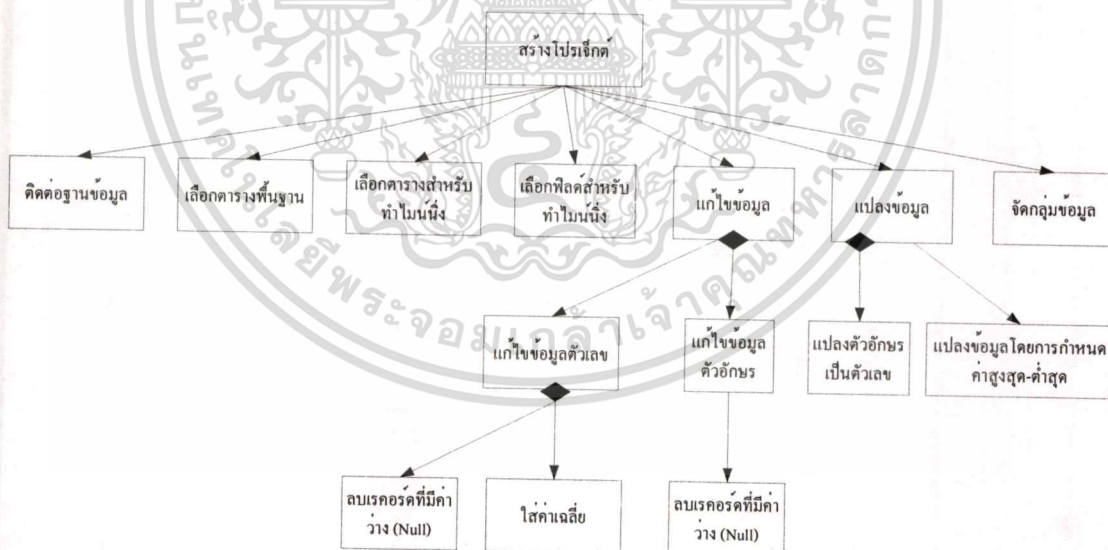 สร้างโปรเจ็กต์
ติดต่อฐานข้อมูล
เลือกตารางพื้นฐาน
เลือกตารางสำหรับ
ทำไมน์นิ่ง
เลือกฟิลด์สำหรับ
ทำไมน์นิ่ง
แก้ไขข้อมูล
แปลงข้อมูล
จัดกลุ่มข้อมูล
แก้ไขข้อมูลตัวเลข
แก้ไขข้อมูล
ตัวอักษร
แปลงตัวอักษร
เป็นตัวเลข
แปลงข้อมูลโดยการกำหนด
ค่าสูงสุด-ต่ำสุด
ลบเรคอร์ดที่มีค่า
ว่าง (Null)
ใส่ค่าเฉลี่ย
ลบเรคอร์ดที่มีค่า
ว่าง (Null)